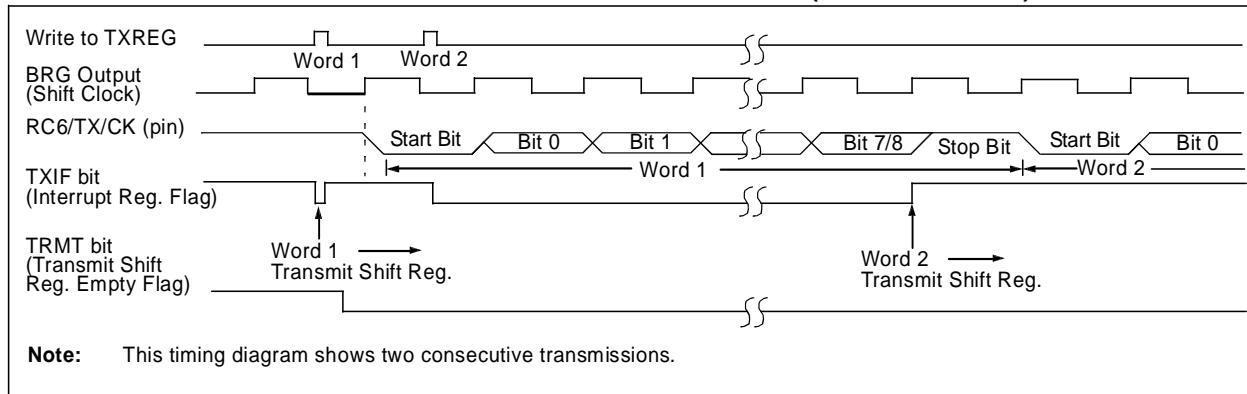 Write to TXREG
Word 1
Word 2
BRG Output
(Shift Clock)
RC6/TX/CK (pin)
Start Bit
Bit 0
Bit 1
Bit 7/8
Stop Bit
Start Bit
Bit 0
Word 1
Word 2
TXIF bit
(Interrupt Reg. Flag)
Word 1
Transmit Shift Reg.
Word 2
Transmit Shift Reg.
TRMT bit
(Transmit Shift
Reg. Empty Flag)
Note: This timing diagram shows two consecutive transmissions.